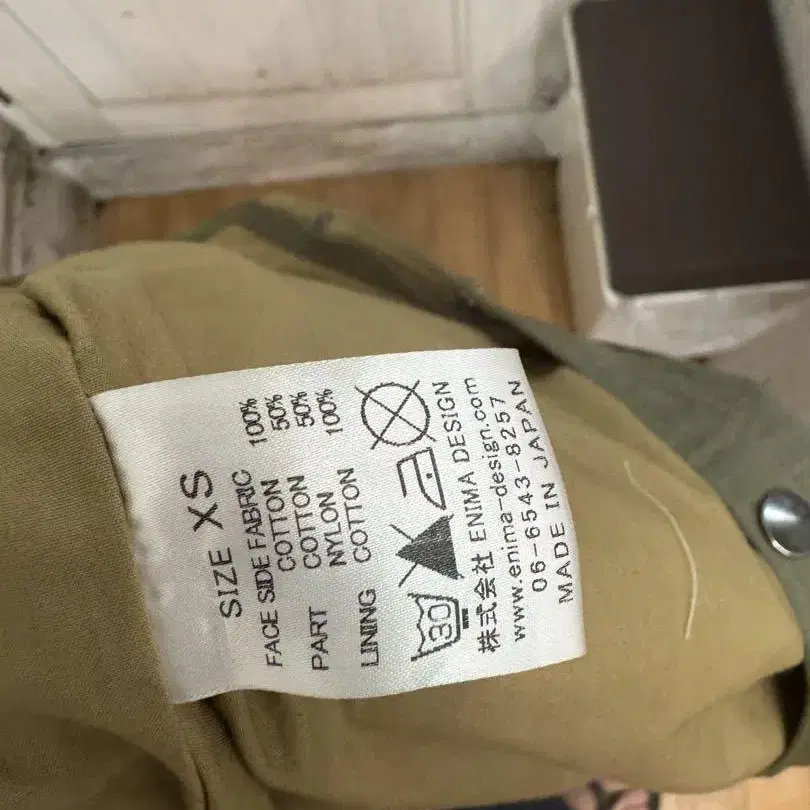 SIZE XS
FACE SIDE FABRIC
COTTON 100%
PART COTTON 50%
NYLON 50%
LINING COTTON 100%
30
株式会社 ENIMA DESIGN
www.enima-design.com
06-6543-8257
MADE IN JAPAN